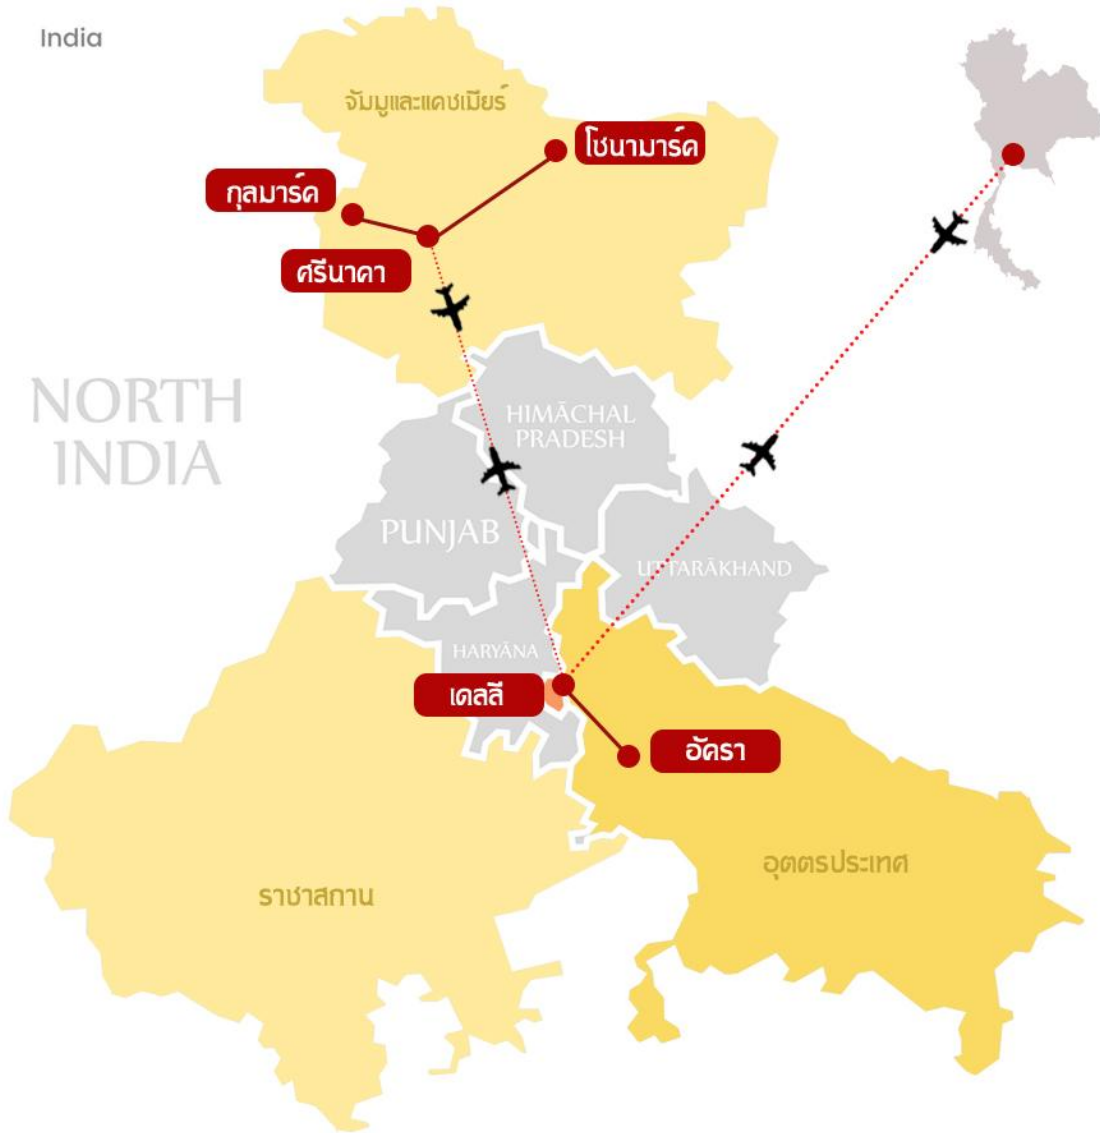 India
จัมมูและแคชเมียร์
โซนามาร์ค
กุลมาร์ค
ศรีนาคา
NORTH
INDIA
HIMĀCHAL
PRADESH
PUNJAB
UTTARĀKHAND
HARYĀNA
เดลลี
อัครา
อุตตรประเทศ
ราชาสถาน